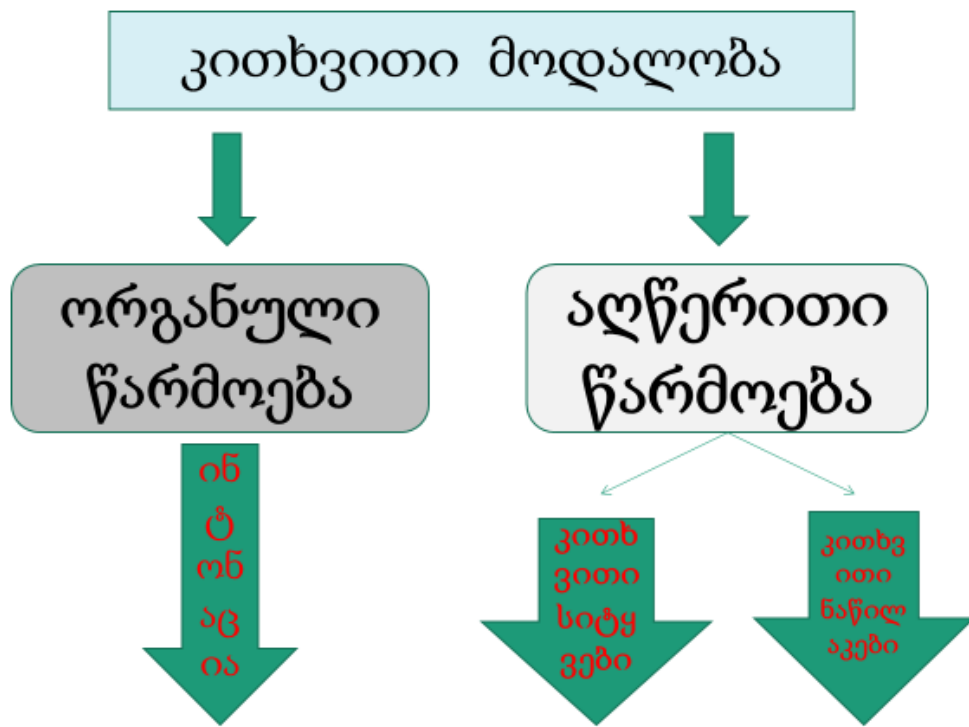 კითხვითი მოდალობა
ორგანული
წარმოება
აღწერითი
წარმოება
ინ
ტ
ონ
აც
ია
კითხ
ვითი
სიტყ
ვები
კითხვ
ითი
ნაწილ
აკები